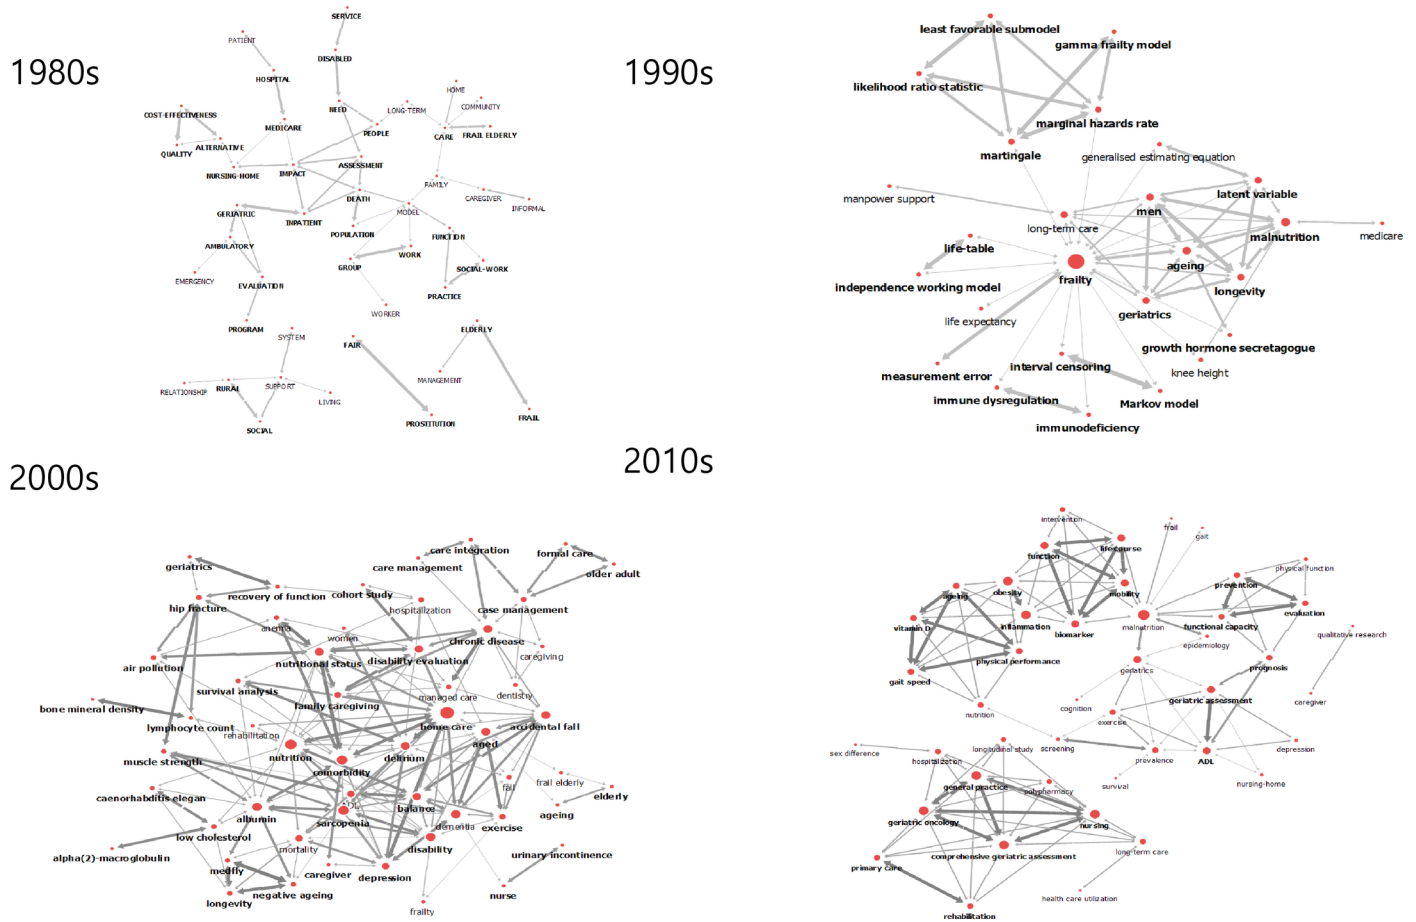 1980s
SERVICE
PATIENT
DISABLED
HOSPITAL
HOME
NEED
LONG-TERM
COMMUNITY
COST-EFFECTIVENESS
MEDICARE
PEOPLE
CARE
FRAIL ELDERLY
QUALITY
ALTERNATIVE
NURSING-HOME
IMPACT
ASSESSMENT
FAMILY
DEATH
CAREGIVER
INFORMAL
GERIATRIC
INPATIENT
MODEL
POPULATION
FUNCTION
AMBULATORY
WORK
GROUP
SOCIAL-WORK
EMERGENCY
EVALUATION
PRACTICE
WORKER
PROGRAM
SYSTEM
ELDERLY
FAIR
RELATIONSHIP
RURAL
SUPPORT
LIVING
MANAGEMENT
SOCIAL
PROSTITUTION
FRAIL
1990s
least favorable submodel
gamma frailty model
likelihood ratio statistic
marginal hazards rate
martingale
generalised estimating equation
manpower support
latent variable
men
long-term care
malnutrition
medicare
life-table
ageing
frailty
independence working model
longevity
geriatrics
life expectancy
growth hormone secretagogue
measurement error
interval censoring
knee height
immune dysregulation
Markov model
immunodeficiency
2000s
care integration
formal care
geriatrics
care management
older adult
recovery of function
cohort study
hip fracture
hospitalization
case management
anemia
women
chronic disease
caregiving
air pollution
nutritional status
disability evaluation
survival analysis
managed care
dentistry
bone mineral density
family caregiving
lymphocyte count
home care
accidental fall
rehabilitation
aged
muscle strength
nutrition
delirium
comorbidity
fall
frail elderly
caenorhabditis elegan
elderly
ADL
balance
ageing
albumin
sarcopenia
dementia
exercise
low cholesterol
mortality
disability
alpha(2)-macroglobulin
urinary incontinence
medfly
caregiver
depression
negative ageing
nurse
longevity
frailty
2010s
intervention
frail
gait
function
life course
physical function
ageing
obesity
mobility
prevention
evaluation
vitamin D
inflammation
biomarker
malnutrition
functional capacity
qualitative research
epidemiology
physical performance
geriatrics
prognosis
gait speed
geriatric assessment
caregiver
nutrition
cognition
exercise
sex difference
longitudinal study
screening
hospitalization
prevalence
ADL
depression
general practice
polypharmacy
survival
nursing-home
geriatric oncology
nursing
comprehensive geriatric assessment
long-term care
primary care
health care utilization
rehabilitation